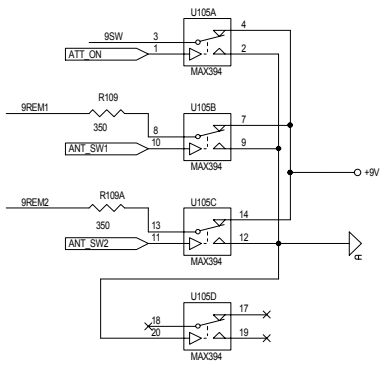 U105A
9SW 3 4
ATT_ON 1 2
MAX394
R109
U105B
9REM1 7
350 8
ANT_SW1 10 9
MAX394
+9V
R109A
U105C
9REM2 14
350 13
ANT_SW2 11 12
MAX394
U105D
17
18
20 19
MAX394